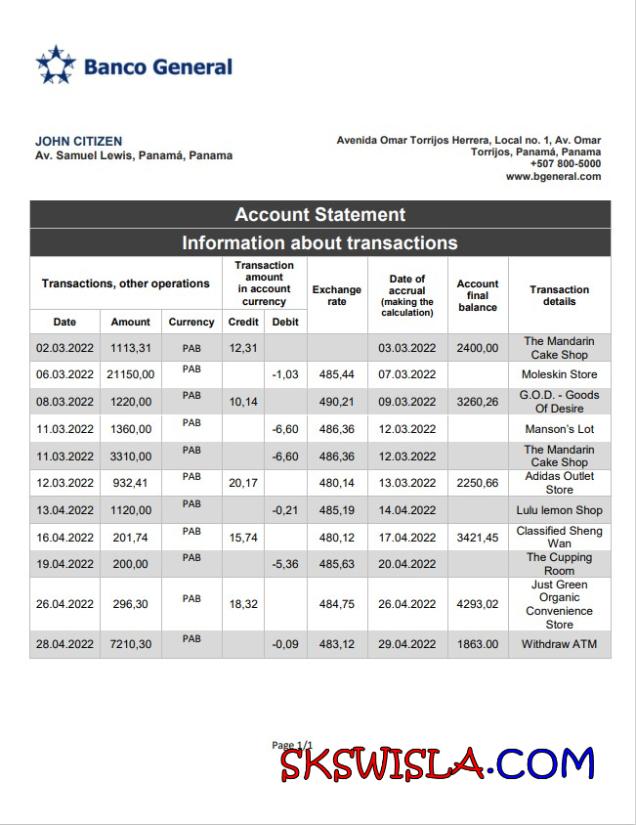 Banco General
JOHN CITIZEN
Av. Samuel Lewis, Panamá, Panama
Avenida Omar Torrijos Herrera, Local no. 1, Av. Omar
Torrijos, Panamá, Panama
+507 800-5000
www.bgeneral.com
Account Statement
Information about transactions
Transactions, other operations
Transaction
amount
in account
currency
Exchange
rate
Date of
accrual
(making the
calculation)
Account
final
balance
Transaction
details
Date Amount Currency Credit Debit
02.03.2022 1113,31 PAB 12,31 03.03.2022 2400,00 The Mandarin
Cake Shop
06.03.2022 21150,00 PAB -1,03 485,44 07.03.2022 Moleskin Store
08.03.2022 1220,00 PAB 10,14 490,21 09.03.2022 3260,26 G.O.D. - Goods
Of Desire
11.03.2022 1360,00 PAB -6,60 486,36 12.03.2022 Manson's Lot
11.03.2022 3310,00 PAB -6,60 486,36 12.03.2022 The Mandarin
Cake Shop
12.03.2022 932,41 PAB 20,17 480,14 13.03.2022 2250,66 Adidas Outlet
Store
13.04.2022 1120,00 PAB -0,21 485,19 14.04.2022 Lulu lemon Shop
16.04.2022 201,74 PAB 15,74 480,12 17.04.2022 3421,45 Classified Sheng
Wan
19.04.2022 200,00 PAB -5,36 485,63 20.04.2022 The Cupping
Room
26.04.2022 296,30 PAB 18,32 484,75 26.04.2022 4293,02 Just Green
Organic
Convenience
Store
28.04.2022 7210,30 PAB -0,09 483,12 29.04.2022 1863.00 Withdraw ATM
Page 1/1
SKSWISLA.COM